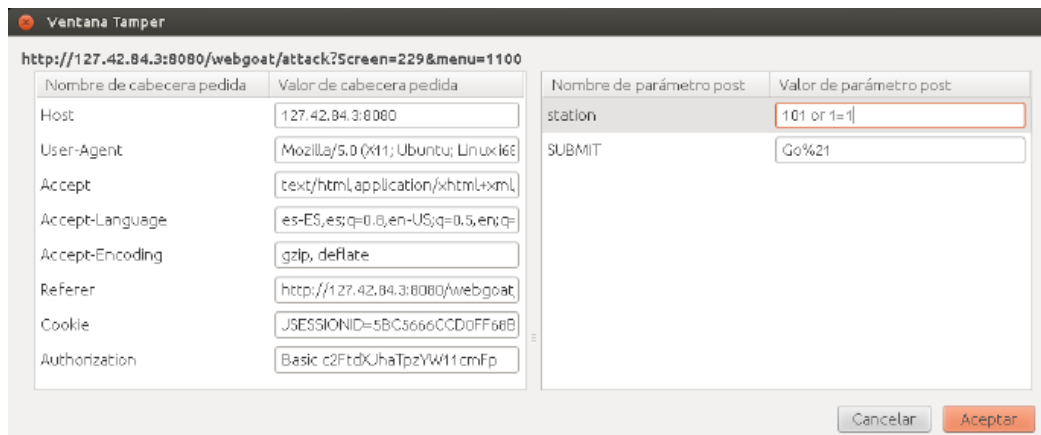 Ventana Tamper
http://127.42.84.3:8080/webgoat/attack?Screen=229&menu=1100
Nombre de cabecera pedida Valor de cabecera pedida
Host 127.42.84.3:8080
User-Agent Mozilla/5.0 (X11; Ubuntu; Linux i68
Accept text/html,application/xhtml+xml,
Accept-Language es-ES,es;q=0.8,en-US;q=0.5,en;q=
Accept-Encoding gzip, deflate
Referer http://127.42.84.3:8080/webgoat
Cookie JSESSIONID=5BC5666CCD0FF68B
Authorization Basic c2FtdXJhaTpzYW11cmFp
Nombre de parámetro post Valor de parámetro post
station 101 or 1=1
SUBMIT Go%21
Cancelar Aceptar